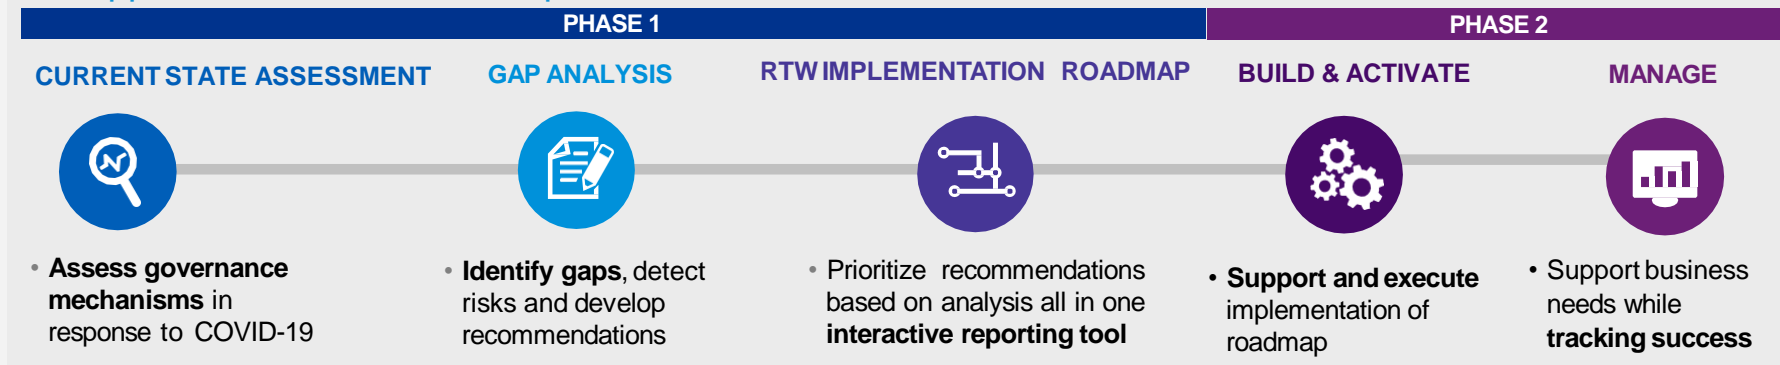 PHASE 1
PHASE 2
CURRENT STATE ASSESSMENT
GAP ANALYSIS
RTW IMPLEMENTATION ROADMAP
BUILD & ACTIVATE
MANAGE
• Assess governance
mechanisms in
response to COVID-19
• Identify gaps, detect
risks and develop
recommendations
• Prioritize recommendations
based on analysis all in one
interactive reporting tool
• Support and execute
implementation of
roadmap
• Support business
needs while
tracking success